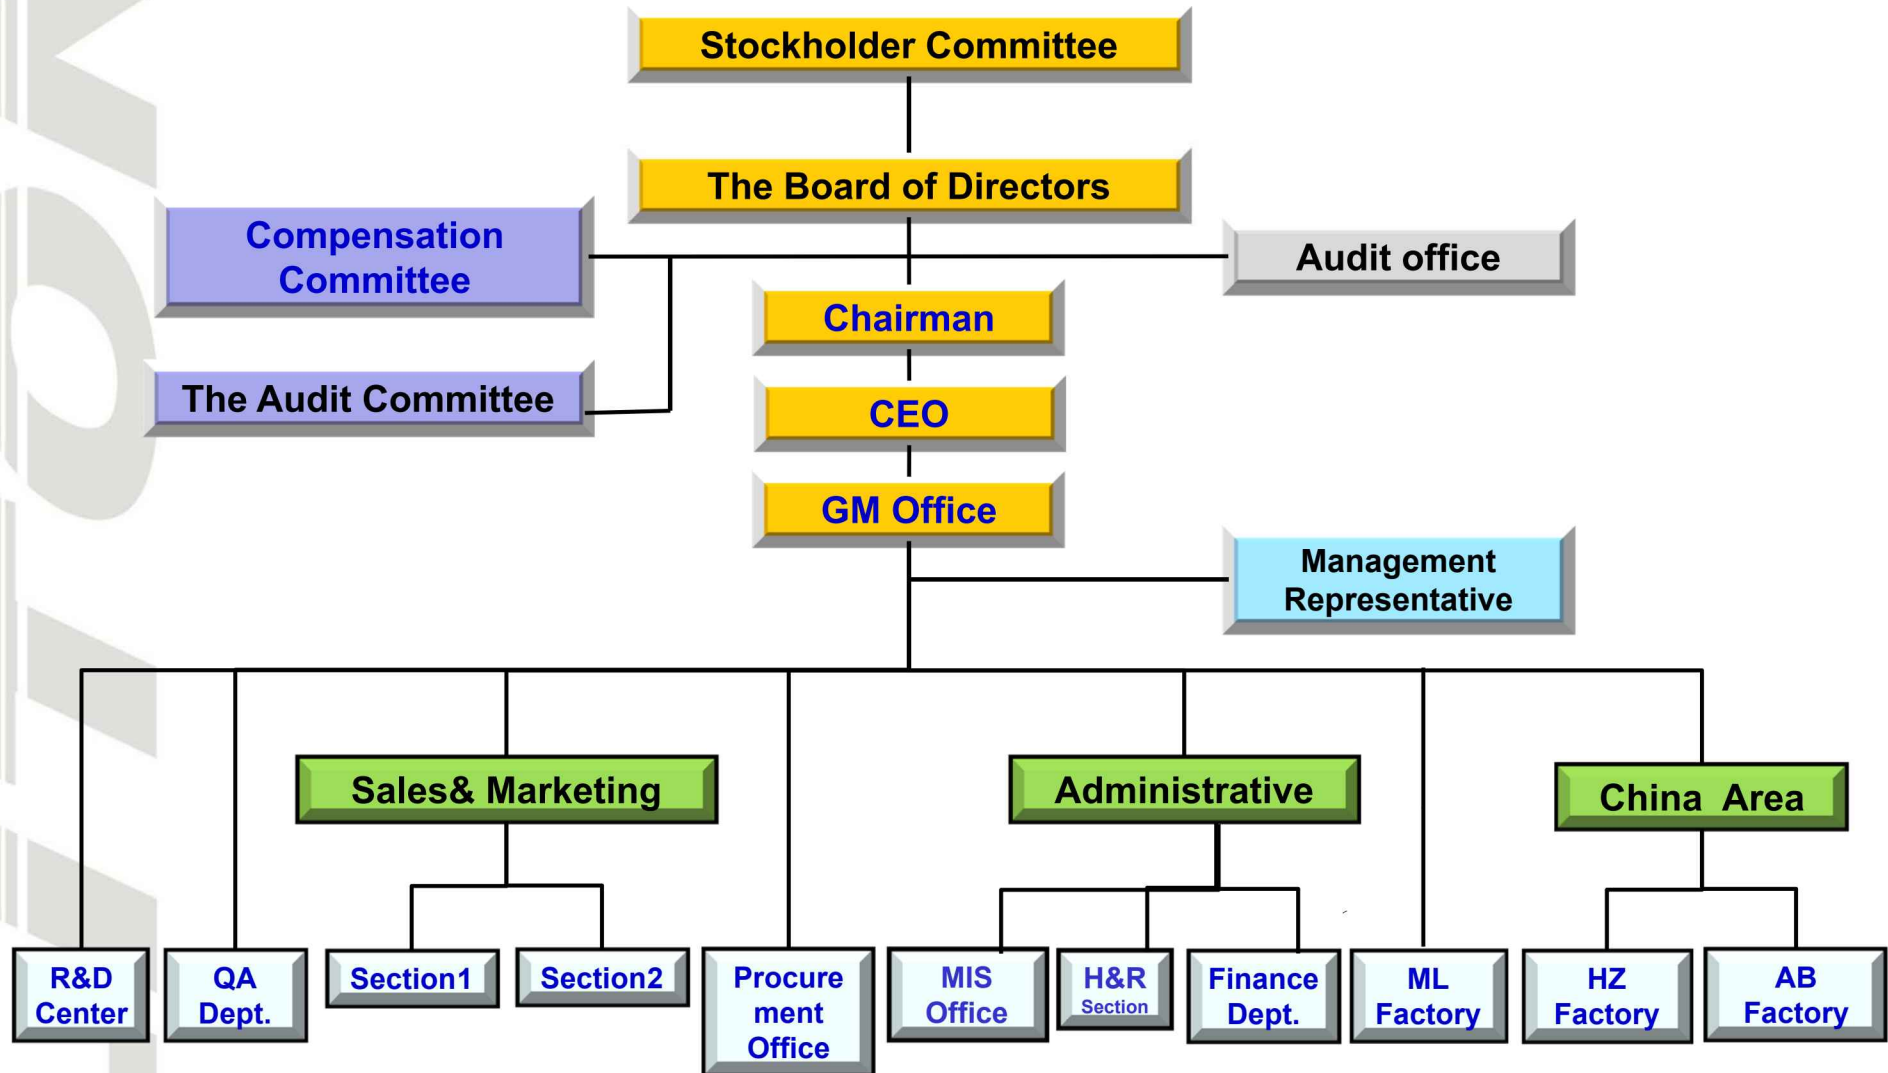 Stockholder Committee
The Board of Directors
Compensation
Committee
Audit office
Chairman
The Audit Committee
CEO
GM Office
Management
Representative
Sales& Marketing
Administrative
China Area
R&D
Center
QA
Dept.
Section1
Section2
Procure
ment
Office
MIS
Office
H&R
Section
Finance
Dept.
ML
Factory
HZ
Factory
AB
Factory